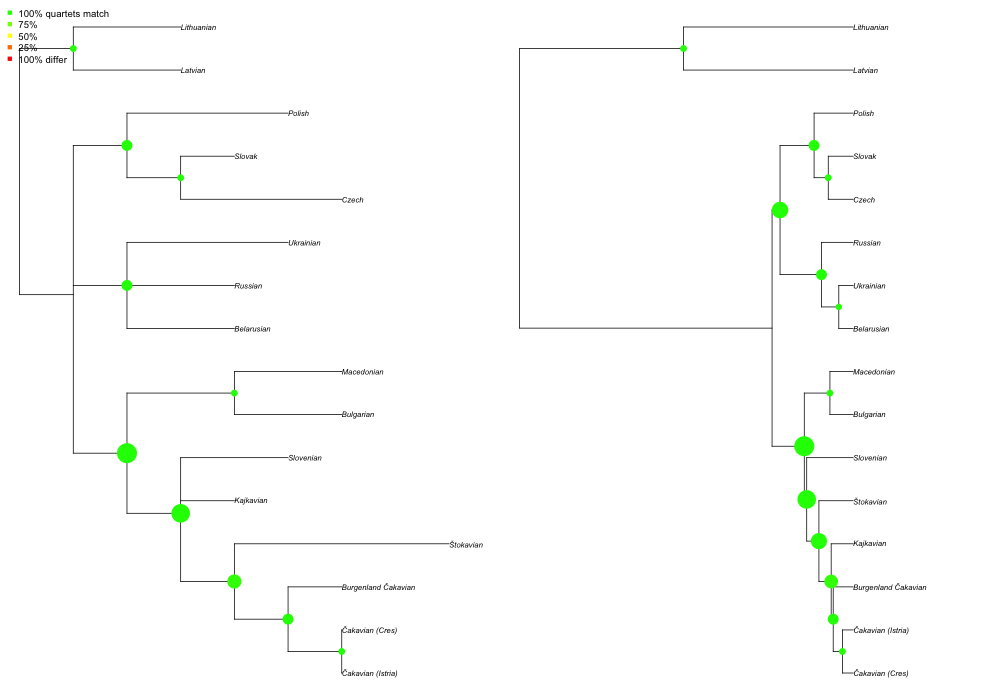 100% quartets match
75%
50%
25%
100% differ
Lithuanian
Latvian
Polish
Slovak
Czech
Ukrainian
Russian
Belarusian
Macedonian
Bulgarian
Slovenian
Kajkavian
Štokavian
Burgenland Čakavian
Čakavian (Cres)
Čakavian (Istria)
Lithuanian
Latvian
Polish
Slovak
Czech
Russian
Ukrainian
Belarusian
Macedonian
Bulgarian
Slovenian
Štokavian
Kajkavian
Burgenland Čakavian
Čakavian (Istria)
Čakavian (Cres)